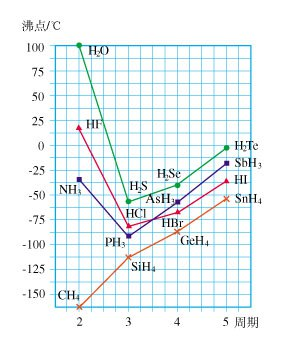 沸点/℃
100
75
50
25
0
-25
-50
-75
-100
-125
-150
H₂O
HF
NH₃
CH₄
H₂S
HCl
PH₃
SiH₄
H₂Se
AsH₃
HBr
GeH₄
H₂Te
SbH₃
HI
SnH₄
2 3 4 5 周期